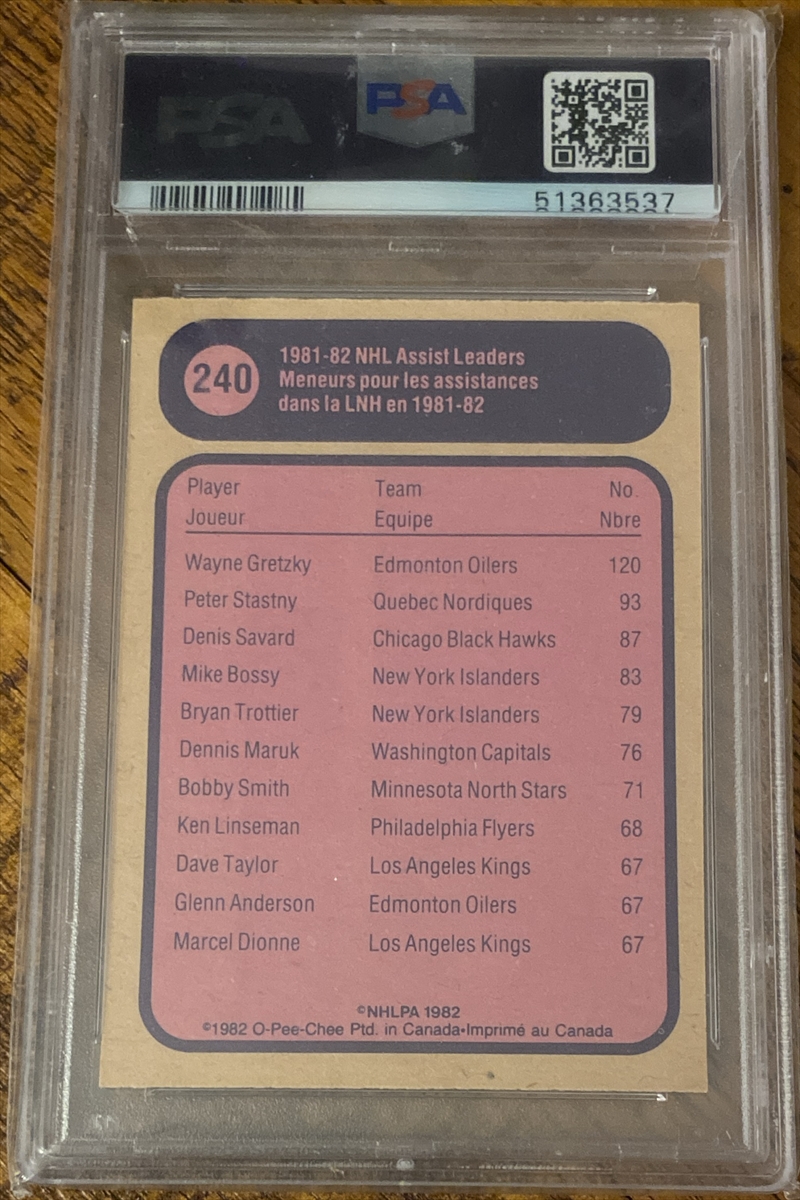 PSA PSA
51363537
240
1981-82 NHL Assist Leaders
Meneurs pour les assistances
dans la LNH en 1981-82
Player Team No.
Joueur Equipe Nbre
Wayne Gretzky Edmonton Oilers 120
Peter Stastny Quebec Nordiques 93
Denis Savard Chicago Black Hawks 87
Mike Bossy New York Islanders 83
Bryan Trottier New York Islanders 79
Dennis Maruk Washington Capitals 76
Bobby Smith Minnesota North Stars 71
Ken Linseman Philadelphia Flyers 68
Dave Taylor Los Angeles Kings 67
Glenn Anderson Edmonton Oilers 67
Marcel Dionne Los Angeles Kings 67
©NHLPA 1982
©1982 O-Pee-Chee Ptd. in Canada•Imprimé au Canada